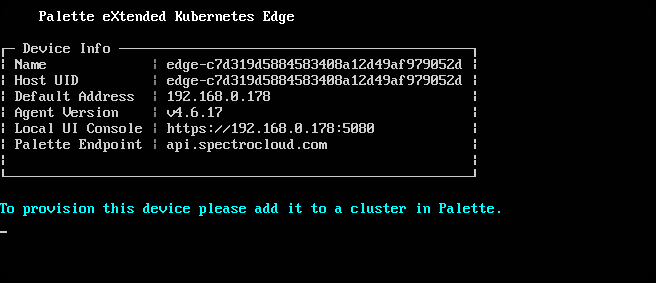 Palette eXtended Kubernetes Edge
Device Info
Name ¦ edge-c7d319d5884583408a12d49af979052d
Host UID ¦ edge-c7d319d5884583408a12d49af979052d
Default Address ¦ 192.168.0.178
Agent Version ¦ v4.6.17
Local UI Console ¦ https://192.168.0.178:5080
Palette Endpoint ¦ api.spectrocloud.com
To provision this device please add it to a cluster in Palette.